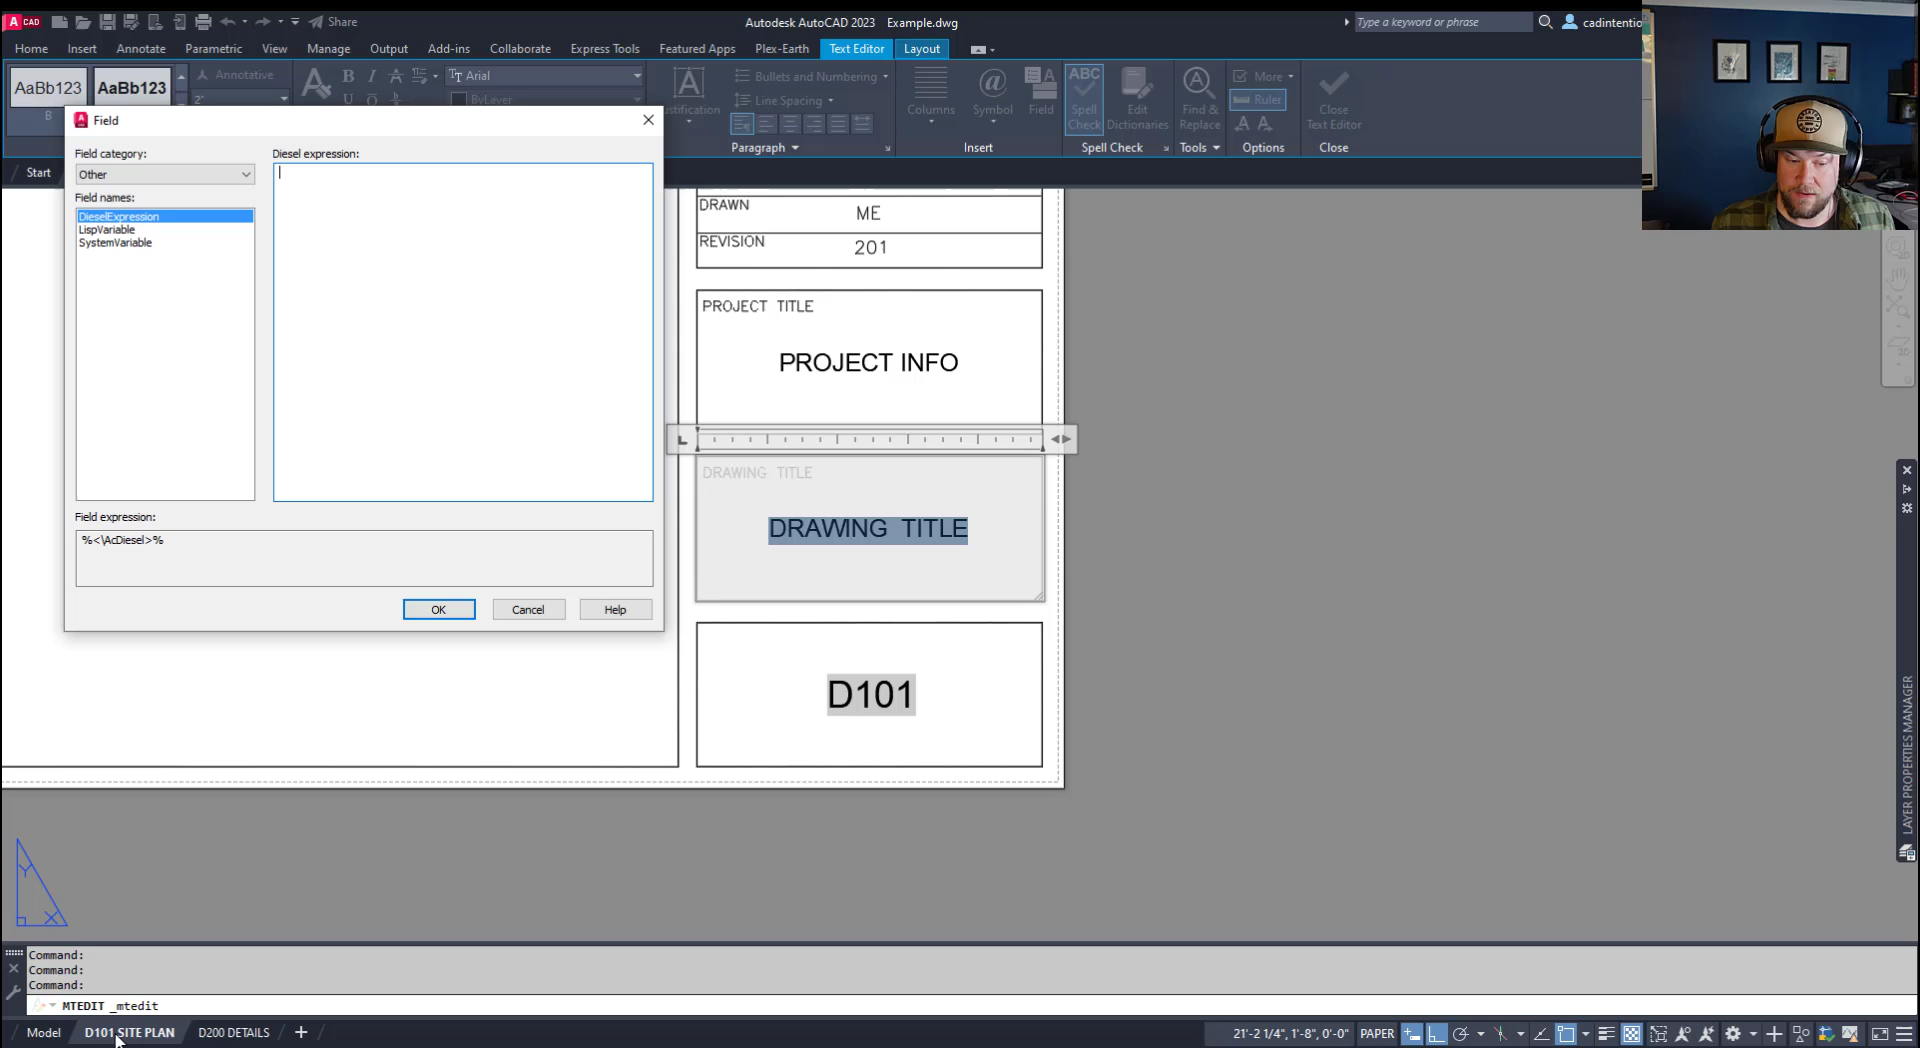 CAD
Share
Autodesk AutoCAD 2023 Example.dwg
Type a keyword or phrase
cadintentio
Home Insert Annotate Parametric View Manage Output Add-ins Collaborate Express Tools Featured Apps Plex-Earth Text Editor Layout
AaBb123 AaBb123 Annotative
2"
B
B I Arial
ByLayer
Bullets and Numbering
Line Spacing
Paragraph
Columns Symbol Field
Insert
ABC
Spell Check
Edit Dictionaries
Spell Check
Find & Replace
Tools
More
Ruler
Options
Close Text Editor
Close
Start
Field
Field category:
Other
Field names:
DieselExpression
LispVariable
SystemVariable
Diesel expression:
Field expression:
%<\AcDiesel>%
OK Cancel Help
DRAWN ME
REVISION 201
PROJECT TITLE
PROJECT INFO
DRAWING TITLE
DRAWING TITLE
D101
LAYER PROPERTIES MANAGER
Y
X
Command:
Command:
Command:
MTEDIT _mtedit
Model D101 SITE PLAN D200 DETAILS +
21'-2 1/4", 1'-8", 0'-0" PAPER